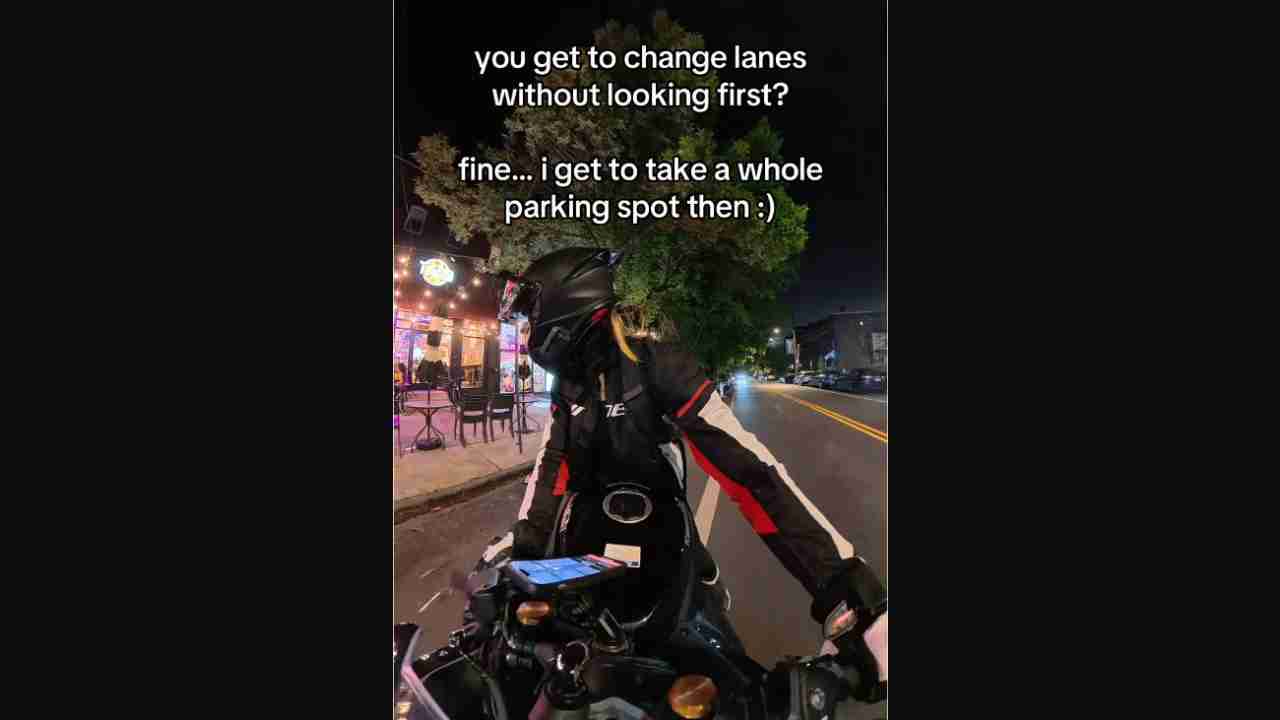 you get to change lanes
without looking first?
fine... i get to take a whole
parking spot then :)